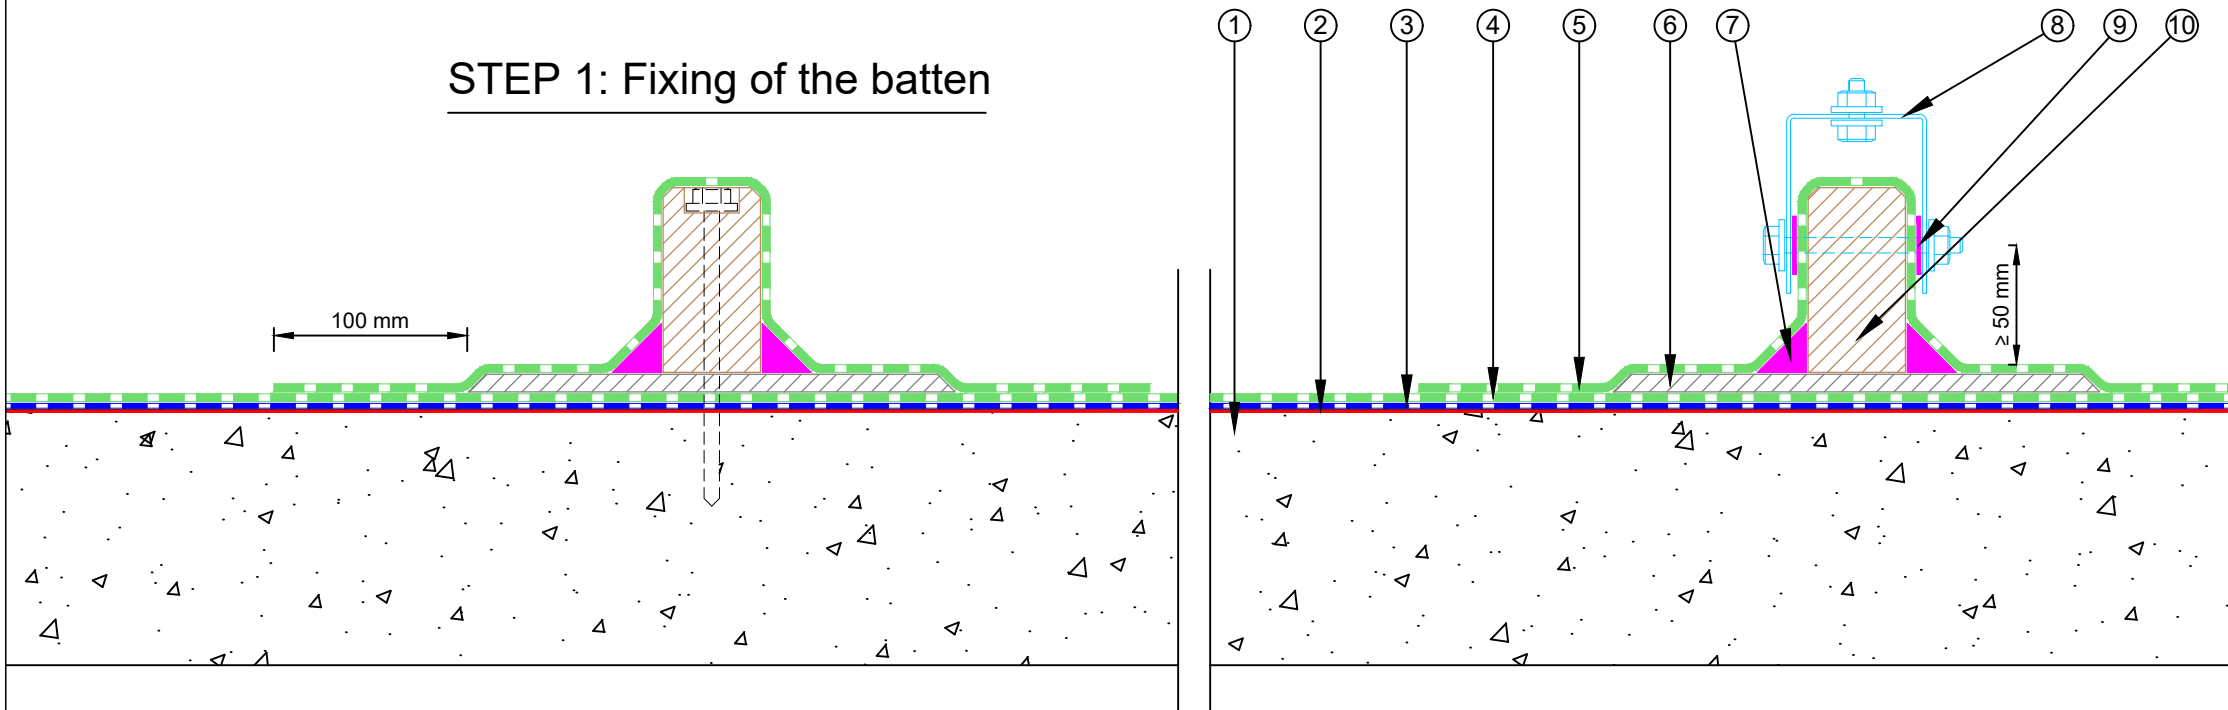 STEP 1: Fixing of the batten
100 mm
1 2 3 4 5 6 7 8 9 10
≥ 50 mm